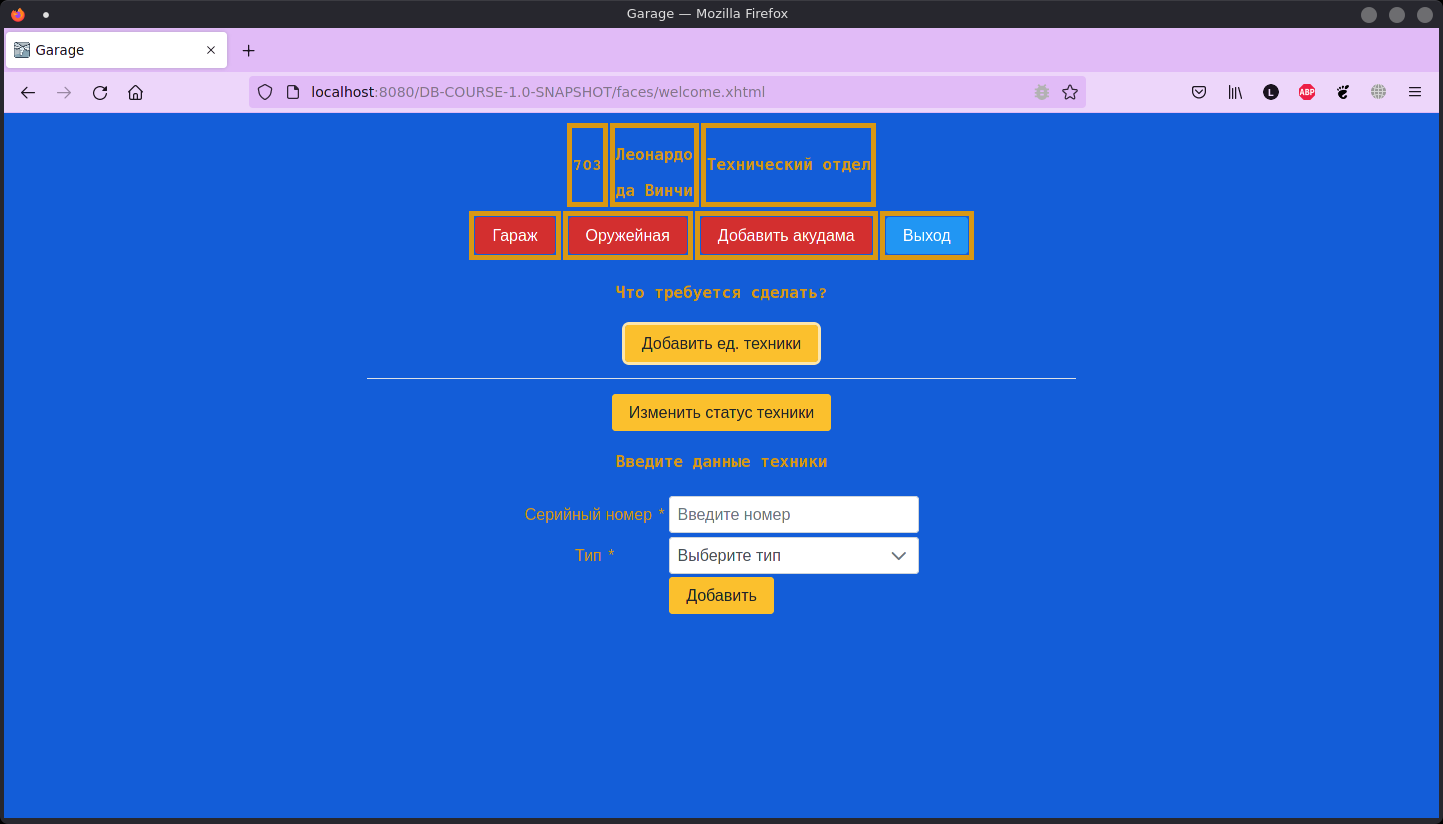 Garage — Mozilla Firefox
Garage
localhost:8080/DB-COURSE-1.0-SNAPSHOT/faces/welcome.xhtml
L
ABP
703
Леонардо
да Винчи
Технический отдел
Гараж
Оружейная
Добавить акудама
Выход
Что требуется сделать?
Добавить ед. техники
Изменить статус техники
Введите данные техники
Серийный номер *
Введите номер
Тип *
Выберите тип
Добавить